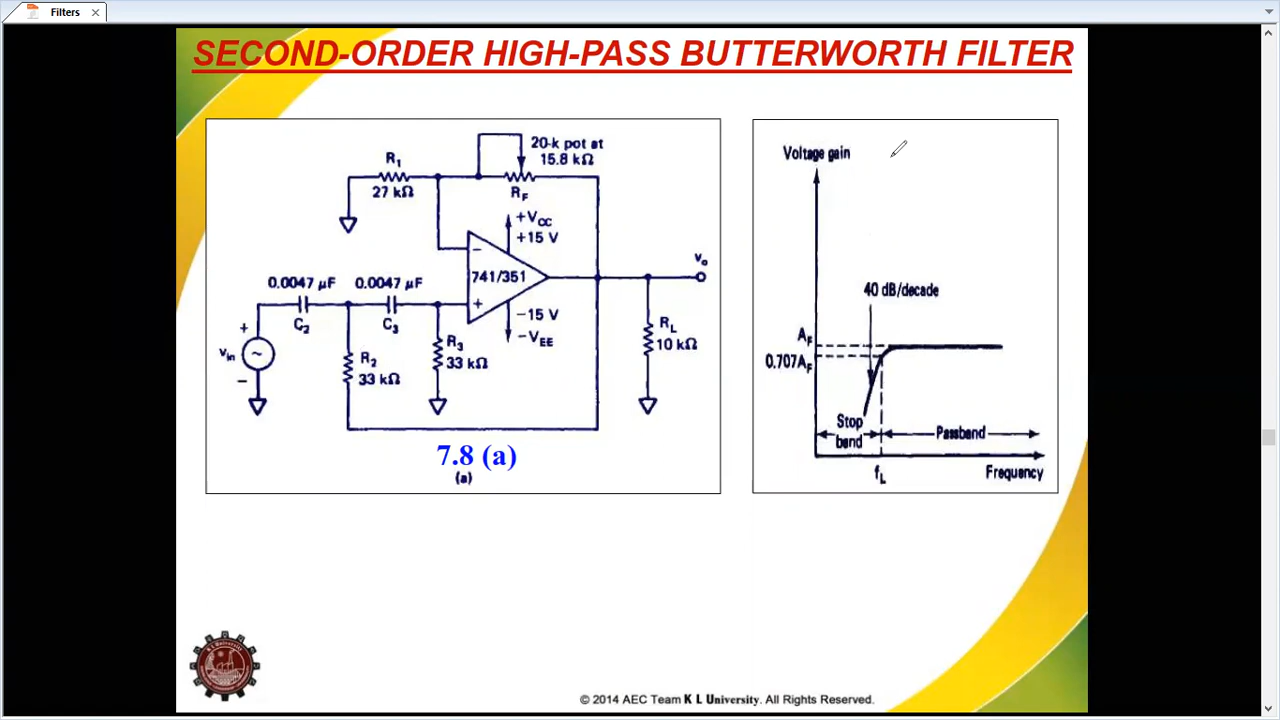 Filters
SECOND-ORDER HIGH-PASS BUTTERWORTH FILTER
20-k pot at
15.8 kΩ
R1
27 kΩ
RF
+VCC
+15 V
−
741/351
+
−15 V
−VEE
vo
0.0047 μF 0.0047 μF
C2 C3
+
vin
~
−
R2
33 kΩ
R3
33 kΩ
RL
10 kΩ
7.8 (a)
(a)
Voltage gain
40 dB/decade
AF
0.707AF
Stop
band
Passband
fL
Frequency
K L University
© 2014 AEC Team K L University. All Rights Reserved.